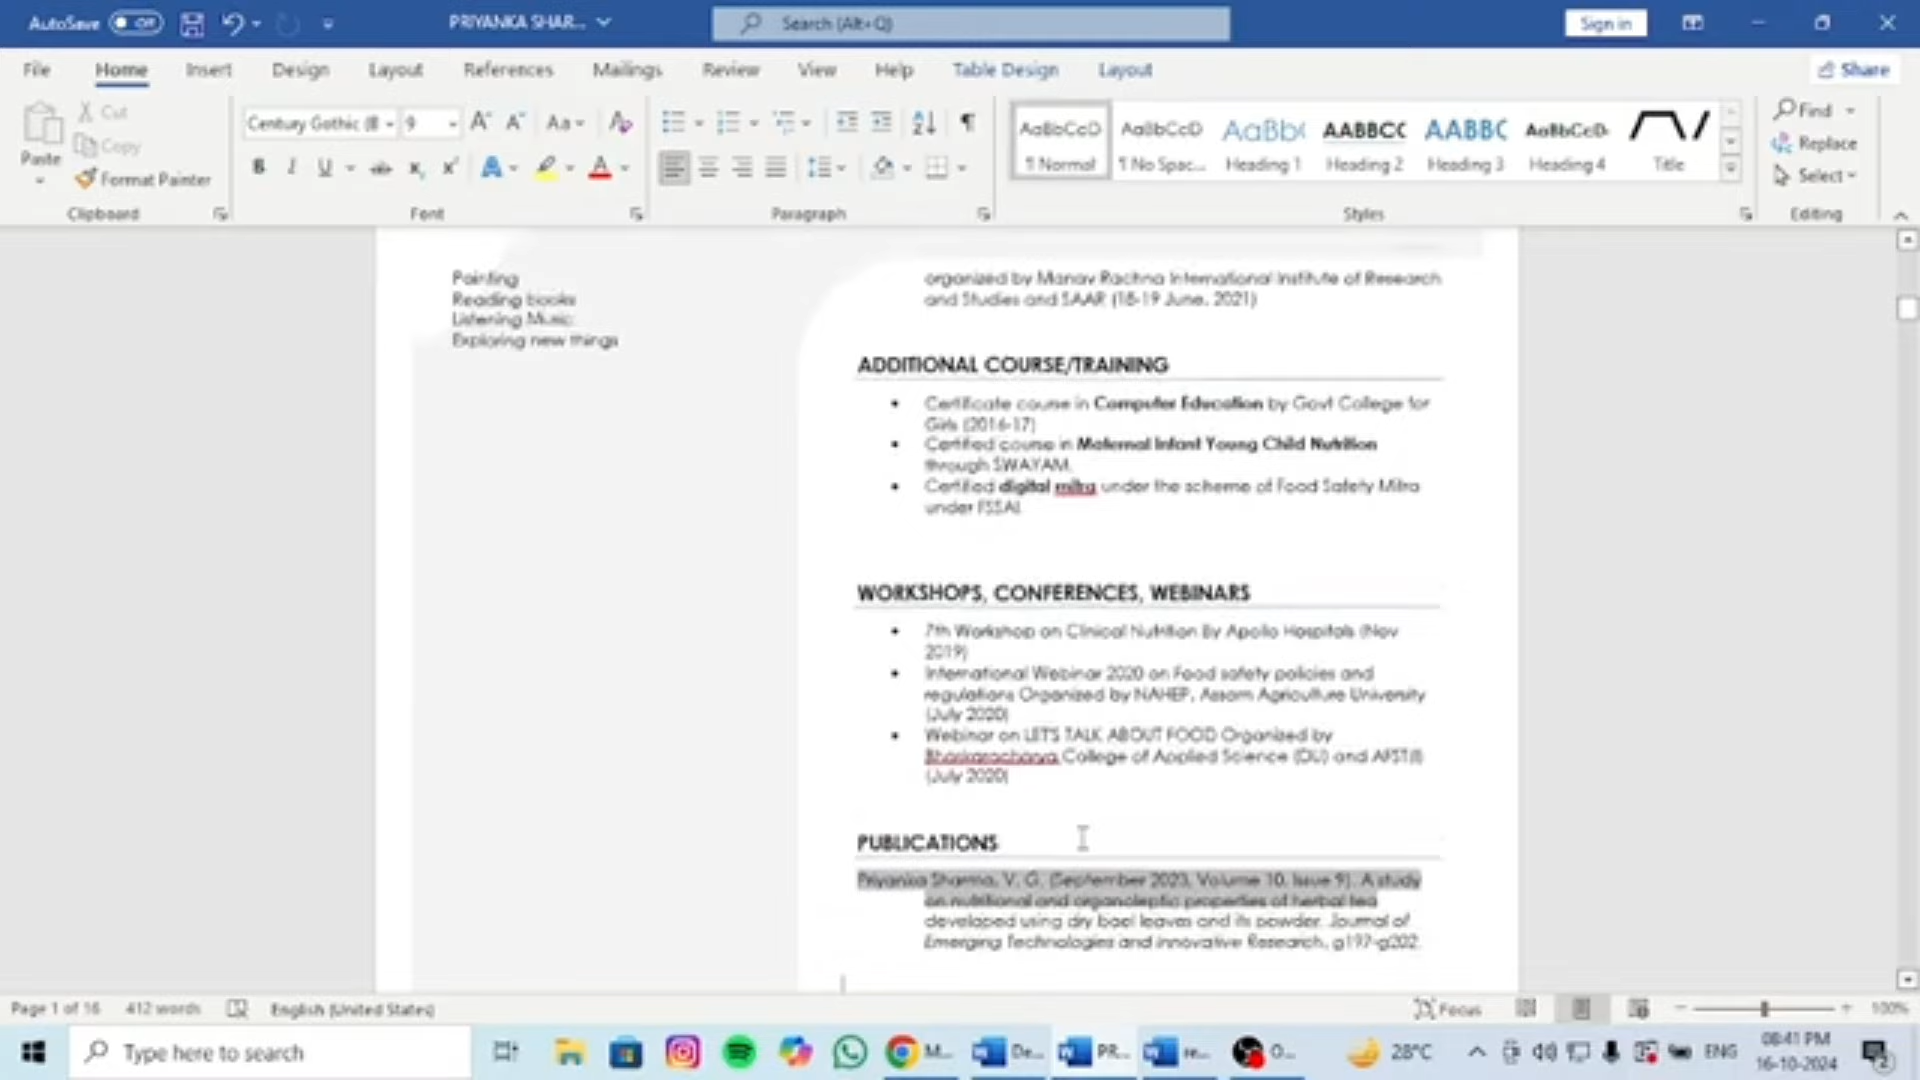 AutoSave Off PRIYANKA SHAR... Search (Alt+Q) Sign in
File Home Insert Design Layout References Mailings Review View Help Table Design Layout Share
Paste Cut Copy Format Painter Clipboard
Century Gothic (B 9 Font
Paragraph
AaBbCcD AaBbCcD AaBb( AABBCC AABBC AaBbCcD
¶ Normal ¶ No Spac... Heading 1 Heading 2 Heading 3 Heading 4 Title
Styles
Find
Replace
Select
Editing
Painting
Reading books
Listening Music
Exploring new things
organized by Manav Rachna International Institute of Research
and Studies and SAAR (18-19 June, 2021)
ADDITIONAL COURSE/TRAINING
• Certificate course in Computer Education by Govt College for
Girls (2016-17)
• Certified course in Maternal Infant Young Child Nutrition
through SWAYAM.
• Certified digital mitra under the scheme of Food Safety Mitra
under FSSAI.
WORKSHOPS, CONFERENCES, WEBINARS
• 7th Workshop on Clinical Nutrition By Apollo Hospitals (Nov
2019)
• International Webinar 2020 on Food safety policies and
regulations Organized by NAHEP, Assam Agriculture University
(July 2020)
• Webinar on LET'S TALK ABOUT FOOD Organized by
Bhaskaracharya College of Applied Science (DU) and AFST(I)
(July 2020)
PUBLICATIONS
Priyanka Sharma, V. G. (September 2023, Volume 10, Issue 9). A study
on nutritional and organoleptic properties of herbal tea
developed using dry bael leaves and its powder. Journal of
Emerging Technologies and Innovative Research, g197-g202.
Page 1 of 16 412 words English (United States) Focus 100%
Type here to search M... De... PR... re... O... 28°C ENG 08:41 PM
16-10-2024